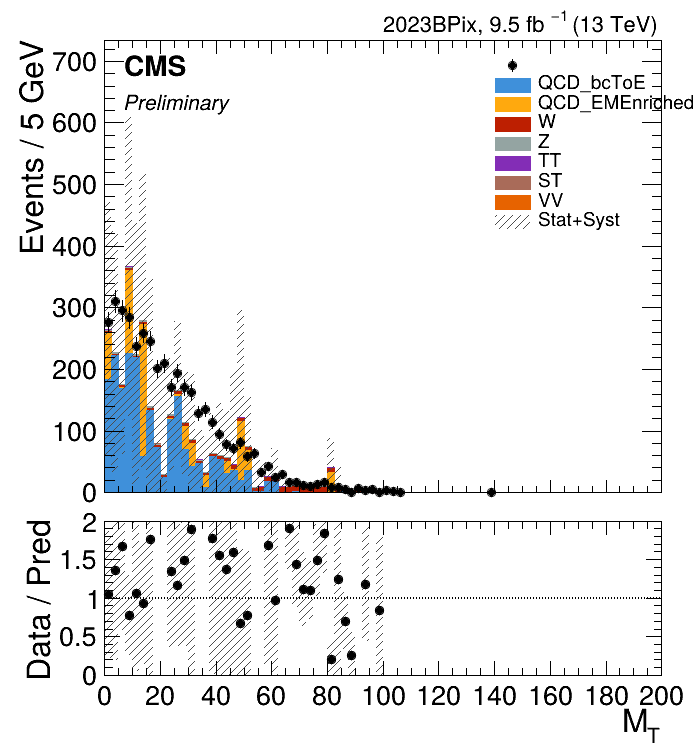 2023BPix, 9.5 fb⁻¹ (13 TeV)
Events / 5 GeV
700
600
500
400
300
200
100
0
CMS
Preliminary
QCD_bcToE
QCD_EMEnriched
W
Z
TT
ST
VV
Stat+Syst
Data / Pred
2
1.5
1
0.5
0
0 20 40 60 80 100 120 140 160 180 200
M_T